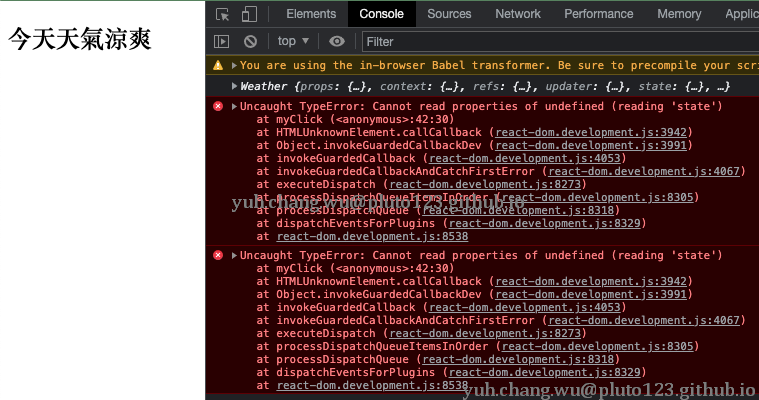 今天天氣涼爽
Elements Console Sources Network Performance Memory Applic
top ▼ Filter
You are using the in-browser Babel transformer. Be sure to precompile your scri
Weather {props: {…}, context: {…}, refs: {…}, updater: {…}, state: {…}, …}
Uncaught TypeError: Cannot read properties of undefined (reading 'state')
at myClick (<anonymous>:42:30)
at HTMLUnknownElement.callCallback (react-dom.development.js:3942)
at Object.invokeGuardedCallbackDev (react-dom.development.js:3991)
at invokeGuardedCallback (react-dom.development.js:4053)
at invokeGuardedCallbackAndCatchFirstError (react-dom.development.js:4067)
at executeDispatch (react-dom.development.js:8273)
at processDispatchQueueItemsInOrder (react-dom.development.js:8305)
yuh.chang.wu@pluto123.github.io
at processDispatchQueue (react-dom.development.js:8318)
at dispatchEventsForPlugins (react-dom.development.js:8329)
at react-dom.development.js:8538
Uncaught TypeError: Cannot read properties of undefined (reading 'state')
at myClick (<anonymous>:42:30)
at HTMLUnknownElement.callCallback (react-dom.development.js:3942)
at Object.invokeGuardedCallbackDev (react-dom.development.js:3991)
at invokeGuardedCallback (react-dom.development.js:4053)
at invokeGuardedCallbackAndCatchFirstError (react-dom.development.js:4067)
at executeDispatch (react-dom.development.js:8273)
at processDispatchQueueItemsInOrder (react-dom.development.js:8305)
at processDispatchQueue (react-dom.development.js:8318)
at dispatchEventsForPlugins (react-dom.development.js:8329)
at react-dom.development.js:8538
yuh.chang.wu@pluto123.github.io